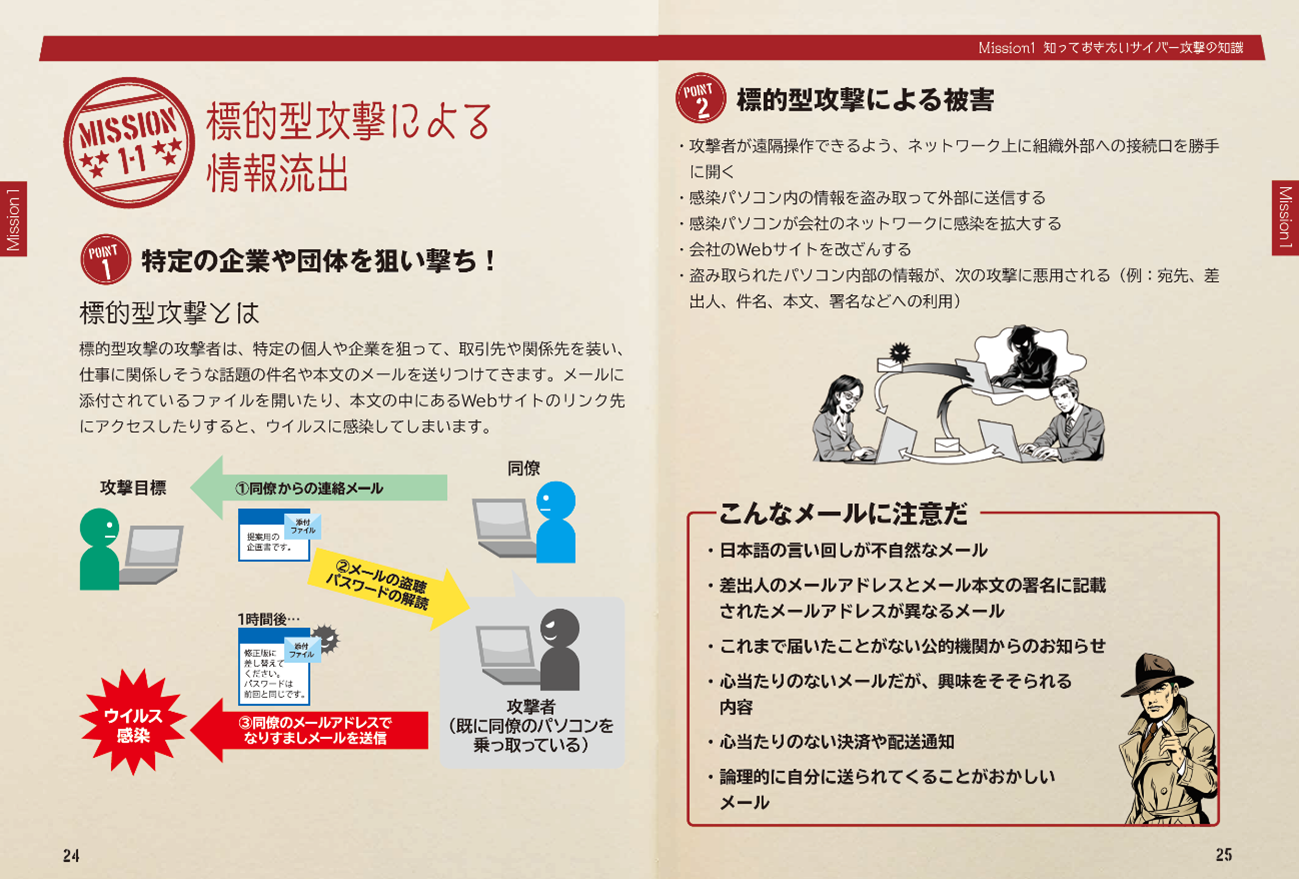 Mission1 知っておきたいサイバー攻撃の知識
Mission1
MISSION
1-1
標的型攻撃による
情報流出
POINT
1
特定の企業や団体を狙い撃ち！
標的型攻撃とは
標的型攻撃の攻撃者は、特定の個人や企業を狙って、取引先や関係先を装い、
仕事に関係しそうな話題の件名や本文のメールを送りつけてきます。メールに
添付されているファイルを開いたり、本文の中にあるWebサイトのリンク先
にアクセスしたりすると、ウイルスに感染してしまいます。
攻撃目標
①同僚からの連絡メール
同僚
添付
ファイル
提案用の
企画書です。
②メールの盗聴
パスワードの解読
1時間後…
添付
ファイル
修正版に
差し替えて
ください。
パスワードは
前回と同じです。
ウイルス
感染
③同僚のメールアドレスで
なりすましメールを送信
攻撃者
（既に同僚のパソコンを
乗っ取っている）
24
POINT
2
標的型攻撃による被害
・攻撃者が遠隔操作できるよう、ネットワーク上に組織外部への接続口を勝手
に開く
・感染パソコン内の情報を盗み取って外部に送信する
・感染パソコンが会社のネットワークに感染を拡大する
・会社のWebサイトを改ざんする
・盗み取られたパソコン内部の情報が、次の攻撃に悪用される（例：宛先、差
出人、件名、本文、署名などへの利用）
Mission1
こんなメールに注意だ
・日本語の言い回しが不自然なメール
・差出人のメールアドレスとメール本文の署名に記載
されたメールアドレスが異なるメール
・これまで届いたことがない公的機関からのお知らせ
・心当たりのないメールだが、興味をそそられる
内容
・心当たりのない決済や配送通知
・論理的に自分に送られてくることがおかしい
メール
25